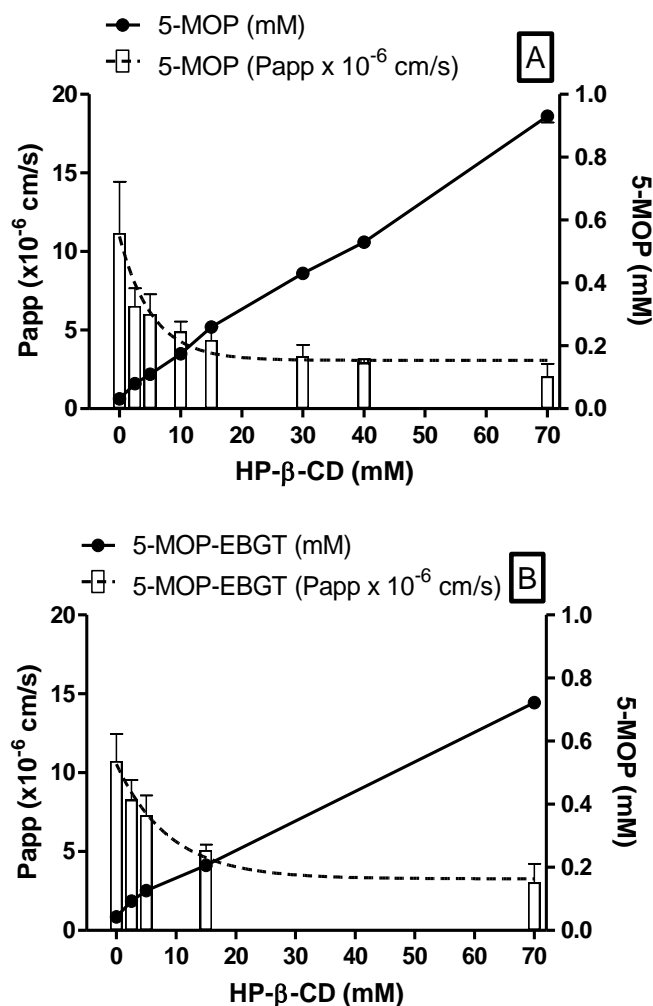 5-MOP (mM)
5-MOP (Papp x 10⁻⁶ cm/s)
A
20
15
10
5
0
Papp (x10⁻⁶ cm/s)
1.0
0.8
0.6
0.4
0.2
0.0
5-MOP (mM)
0 10 20 30 40 50 60 70
HP-β-CD (mM)
5-MOP-EBGT (mM)
5-MOP-EBGT (Papp x 10⁻⁶ cm/s)
B
20
15
10
5
0
Papp (x10⁻⁶ cm/s)
1.0
0.8
0.6
0.4
0.2
0.0
5-MOP (mM)
0 10 20 30 40 50 60 70
HP-β-CD (mM)